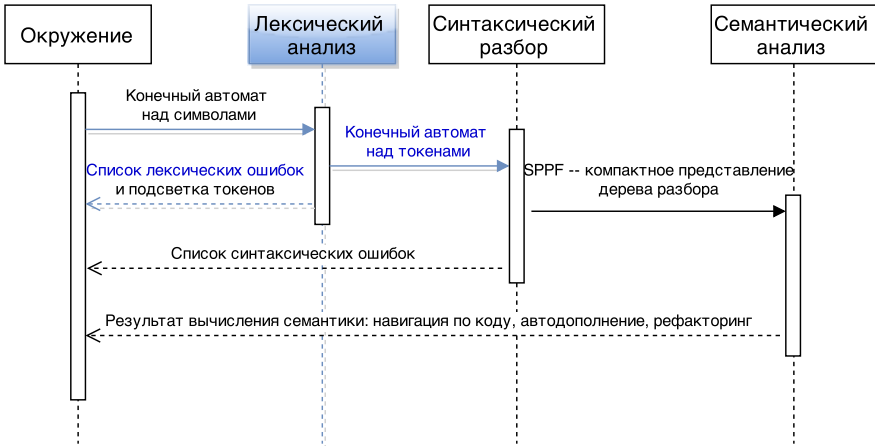 Окружение
Лексический
анализ
Синтаксический
разбор
Семантический
анализ
Конечный автомат
над символами
Конечный автомат
над токенами
Список лексических ошибок
и подсветка токенов
SPPF -- компактное представление
дерева разбора
Список синтаксических ошибок
Результат вычисления семантики: навигация по коду, автодополнение, рефакторинг